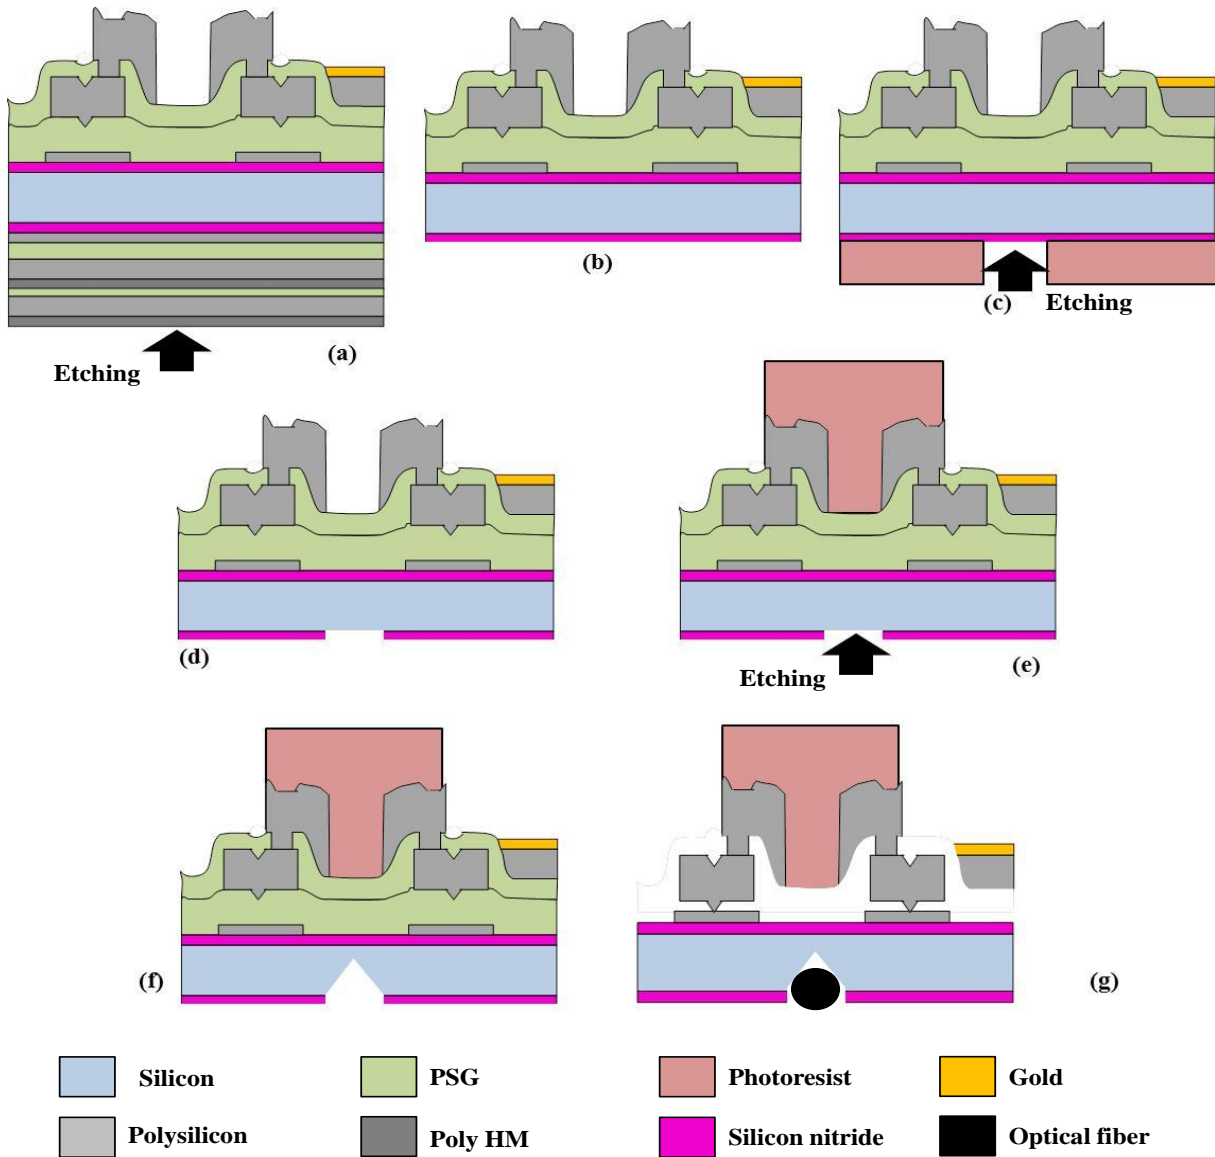 (a)
Etching
(b)
(c)
Etching
(d)
(e)
Etching
(f)
(g)
Silicon
PSG
Photoresist
Gold
Polysilicon
Poly HM
Silicon nitride
Optical fiber